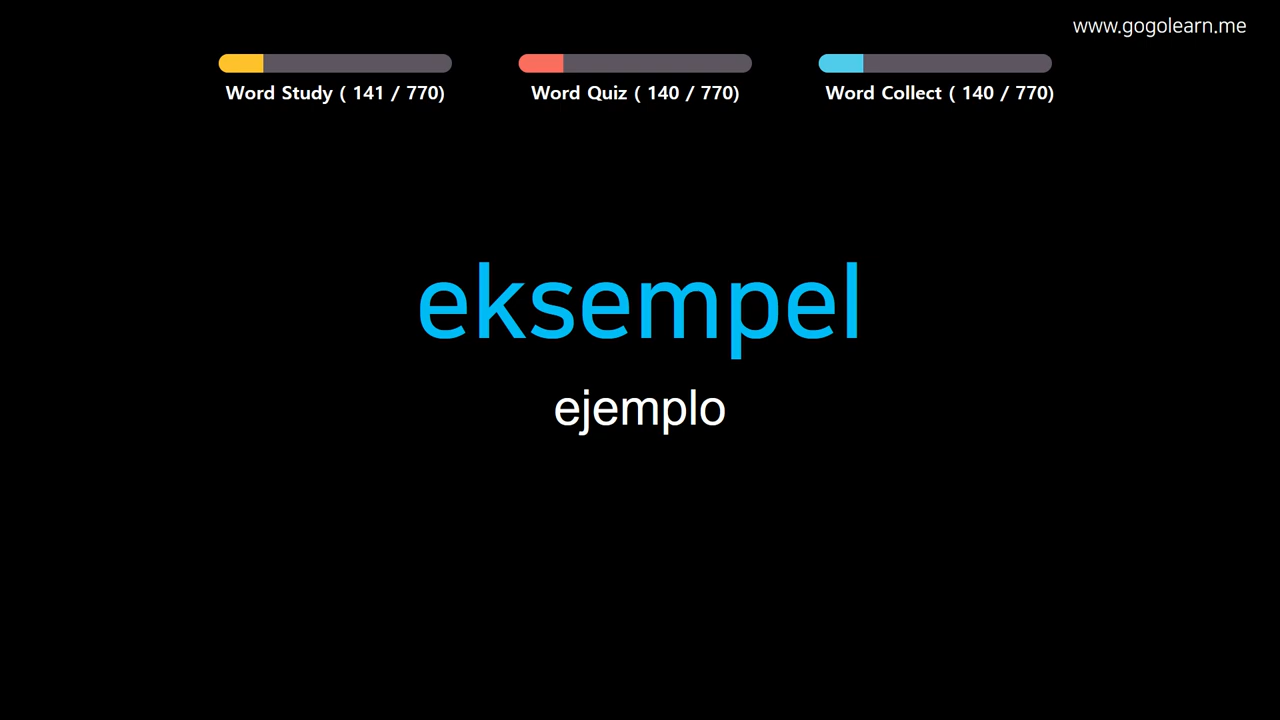 www.gogolearn.me
Word Study ( 141 / 770)
Word Quiz ( 140 / 770)
Word Collect ( 140 / 770)
eksempel
ejemplo